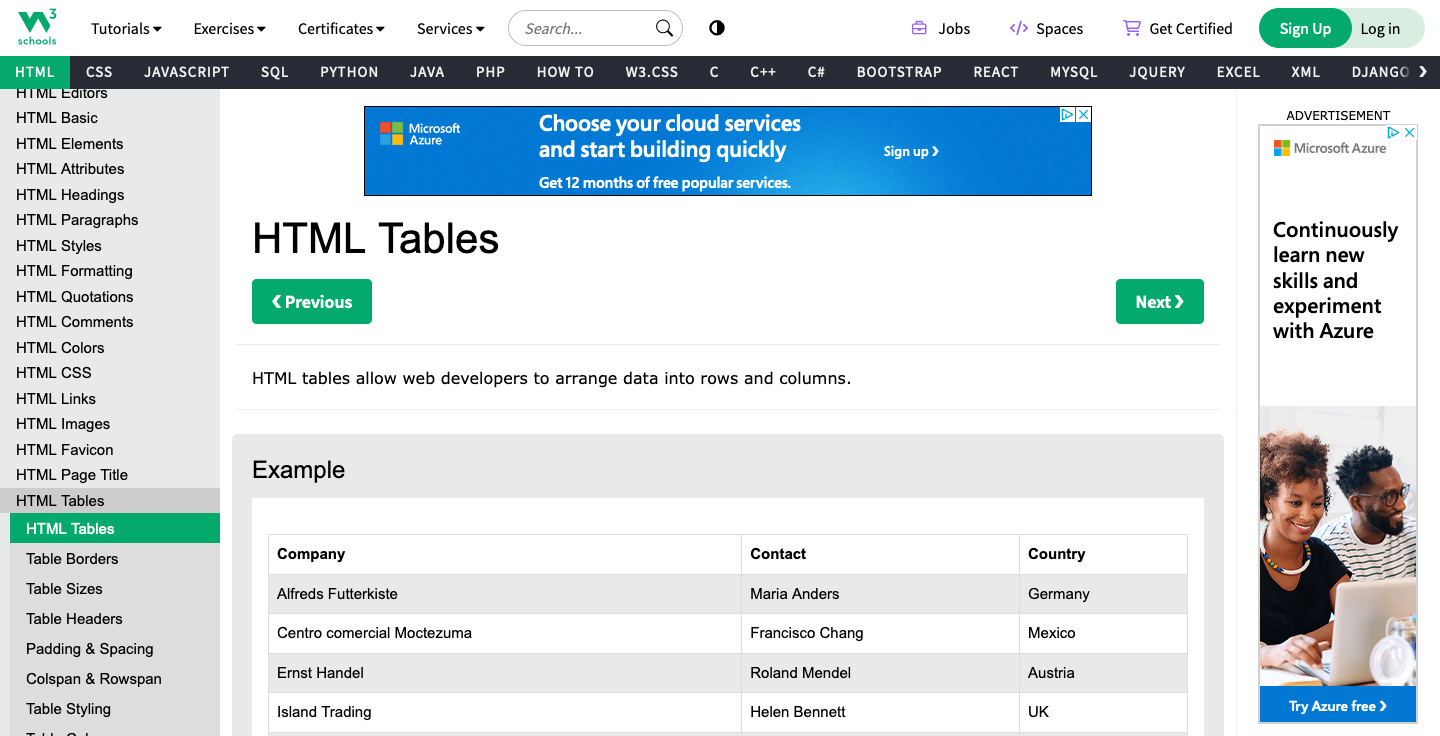 3
schools
Tutorials
Exercises
Certificates
Services
Search...
Jobs
Spaces
Get Certified
Sign Up
Log in
HTML
CSS
JAVASCRIPT
SQL
PYTHON
JAVA
PHP
HOW TO
W3.CSS
C
C++
C#
BOOTSTRAP
REACT
MYSQL
JQUERY
EXCEL
XML
DJANGO
HTML Editors
HTML Basic
HTML Elements
HTML Attributes
HTML Headings
HTML Paragraphs
HTML Styles
HTML Formatting
HTML Quotations
HTML Comments
HTML Colors
HTML CSS
HTML Links
HTML Images
HTML Favicon
HTML Page Title
HTML Tables
HTML Tables
Table Borders
Table Sizes
Table Headers
Padding & Spacing
Colspan & Rowspan
Table Styling
Microsoft
Azure
Choose your cloud services
and start building quickly
Get 12 months of free popular services.
Sign up ❯
HTML Tables
❮ Previous
Next ❯
HTML tables allow web developers to arrange data into rows and columns.
Example
Company Contact Country
Alfreds Futterkiste Maria Anders Germany
Centro comercial Moctezuma Francisco Chang Mexico
Ernst Handel Roland Mendel Austria
Island Trading Helen Bennett UK
ADVERTISEMENT
Microsoft Azure
Continuously
learn new
skills and
experiment
with Azure
Try Azure free ❯